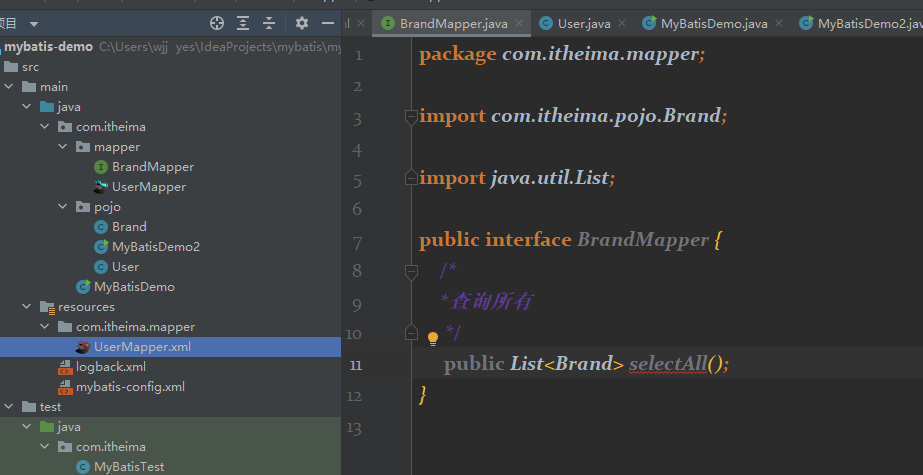 项目
mybatis-demo C:\Users\wjj yes\IdeaProjects\mybatis\my
src
main
java
com.itheima
mapper
BrandMapper
UserMapper
pojo
Brand
MyBatisDemo2
User
MyBatisDemo
resources
com.itheima.mapper
UserMapper.xml
logback.xml
mybatis-config.xml
test
java
com.itheima
MyBatisTest
BrandMapper.java User.java MyBatisDemo.java MyBatisDemo2.jav
1 package com.itheima.mapper;
2
3 import com.itheima.pojo.Brand;
4
5 import java.util.List;
6
7 public interface BrandMapper {
8 /*
9 *查询所有
10 */
11 public List<Brand> selectAll();
12 }
13